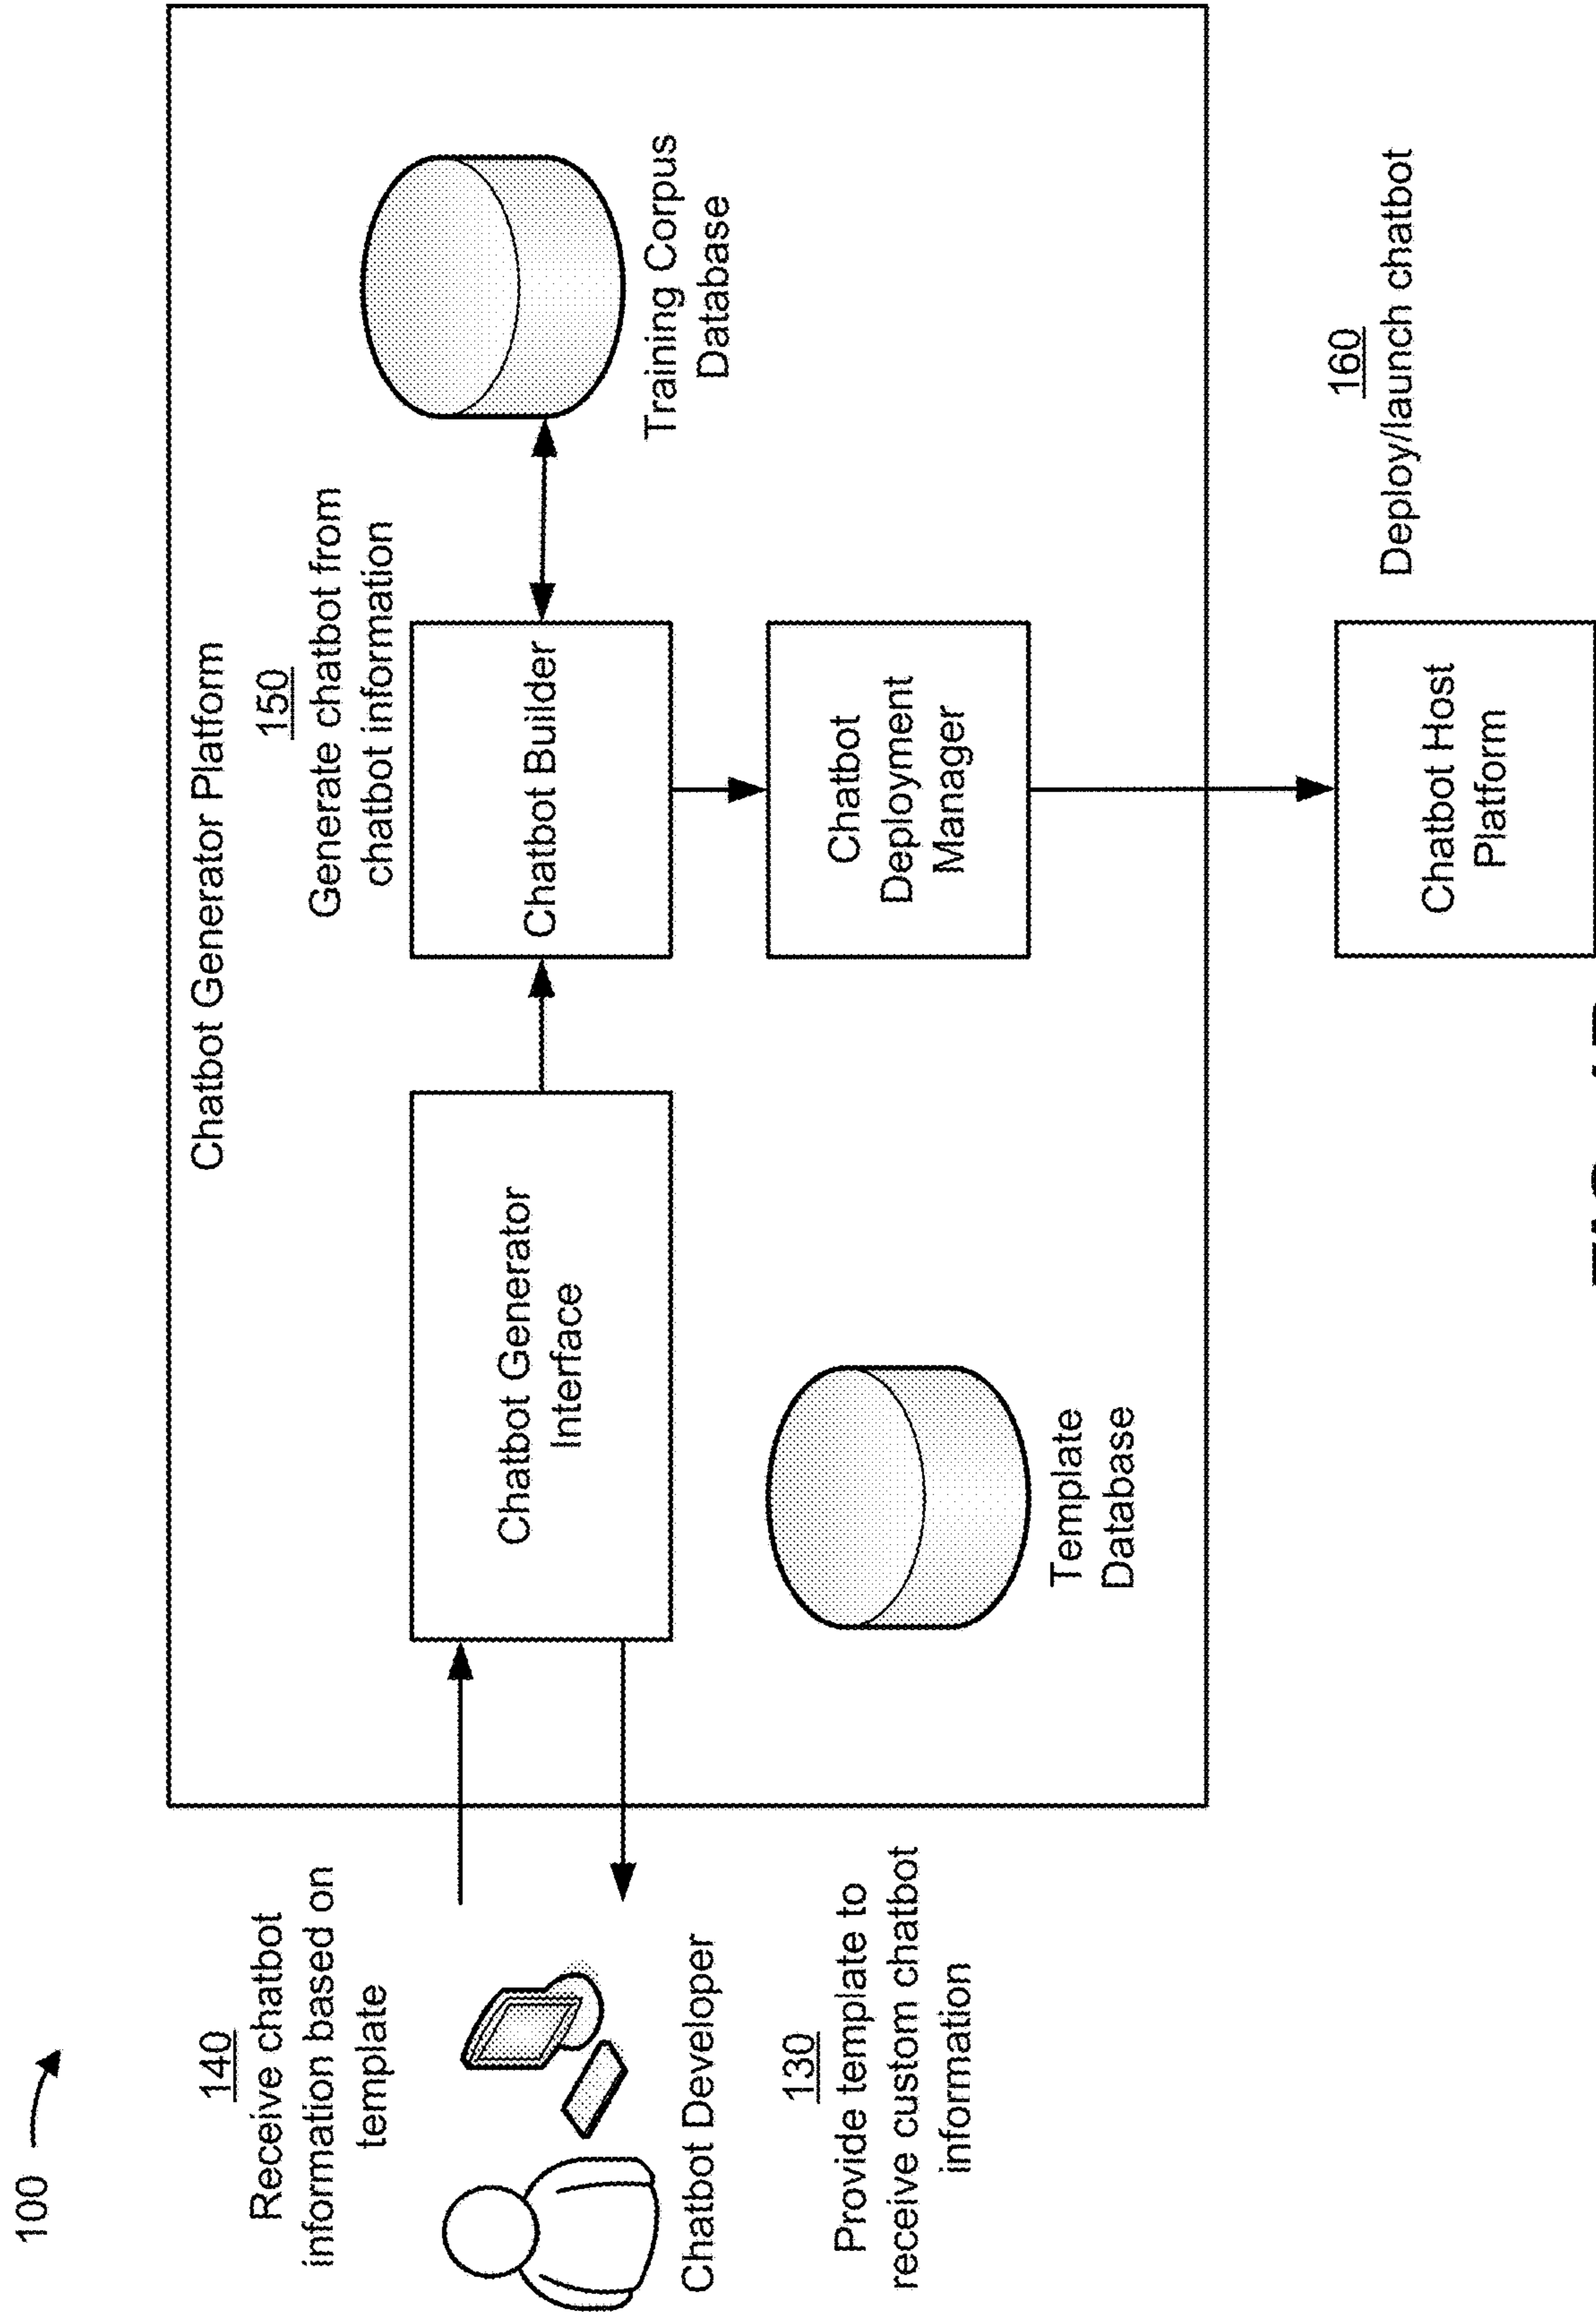 100
140
Receive chatbot
information based on
template
Chatbot Developer
130
Provide template to
receive custom chatbot
information
Chatbot Generator Platform
Chatbot Generator
Interface
Template
Database
150
Generate chatbot from
chatbot information
Chatbot Builder
Chatbot
Deployment
Manager
Training Corpus
Database
Chatbot Host
Platform
160
Deploy/launch chatbot